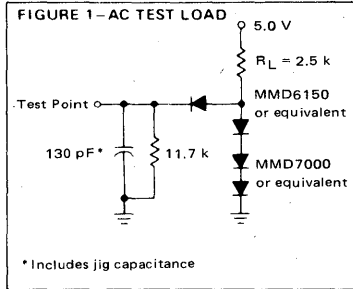 FIGURE 1-AC TEST LOAD
5.0 V
RL = 2.5 k
MMD6150
or equivalent
Test Point
130 pF*
11.7 k
MMD7000
or equivalent
* Includes jig capacitance